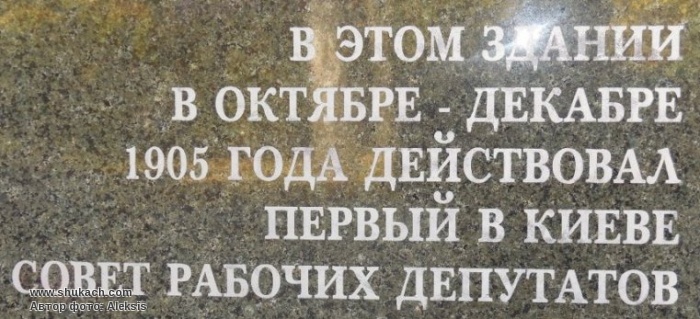 В ЭТОМ ЗДАНИИ
В ОКТЯБРЕ - ДЕКАБРЕ
1905 ГОДА ДЕЙСТВОВАЛ
ПЕРВЫЙ В КИЕВЕ
СОВЕТ РАБОЧИХ ДЕПУТАТОВ
www.shukach.com
Автор фото: Aleksis